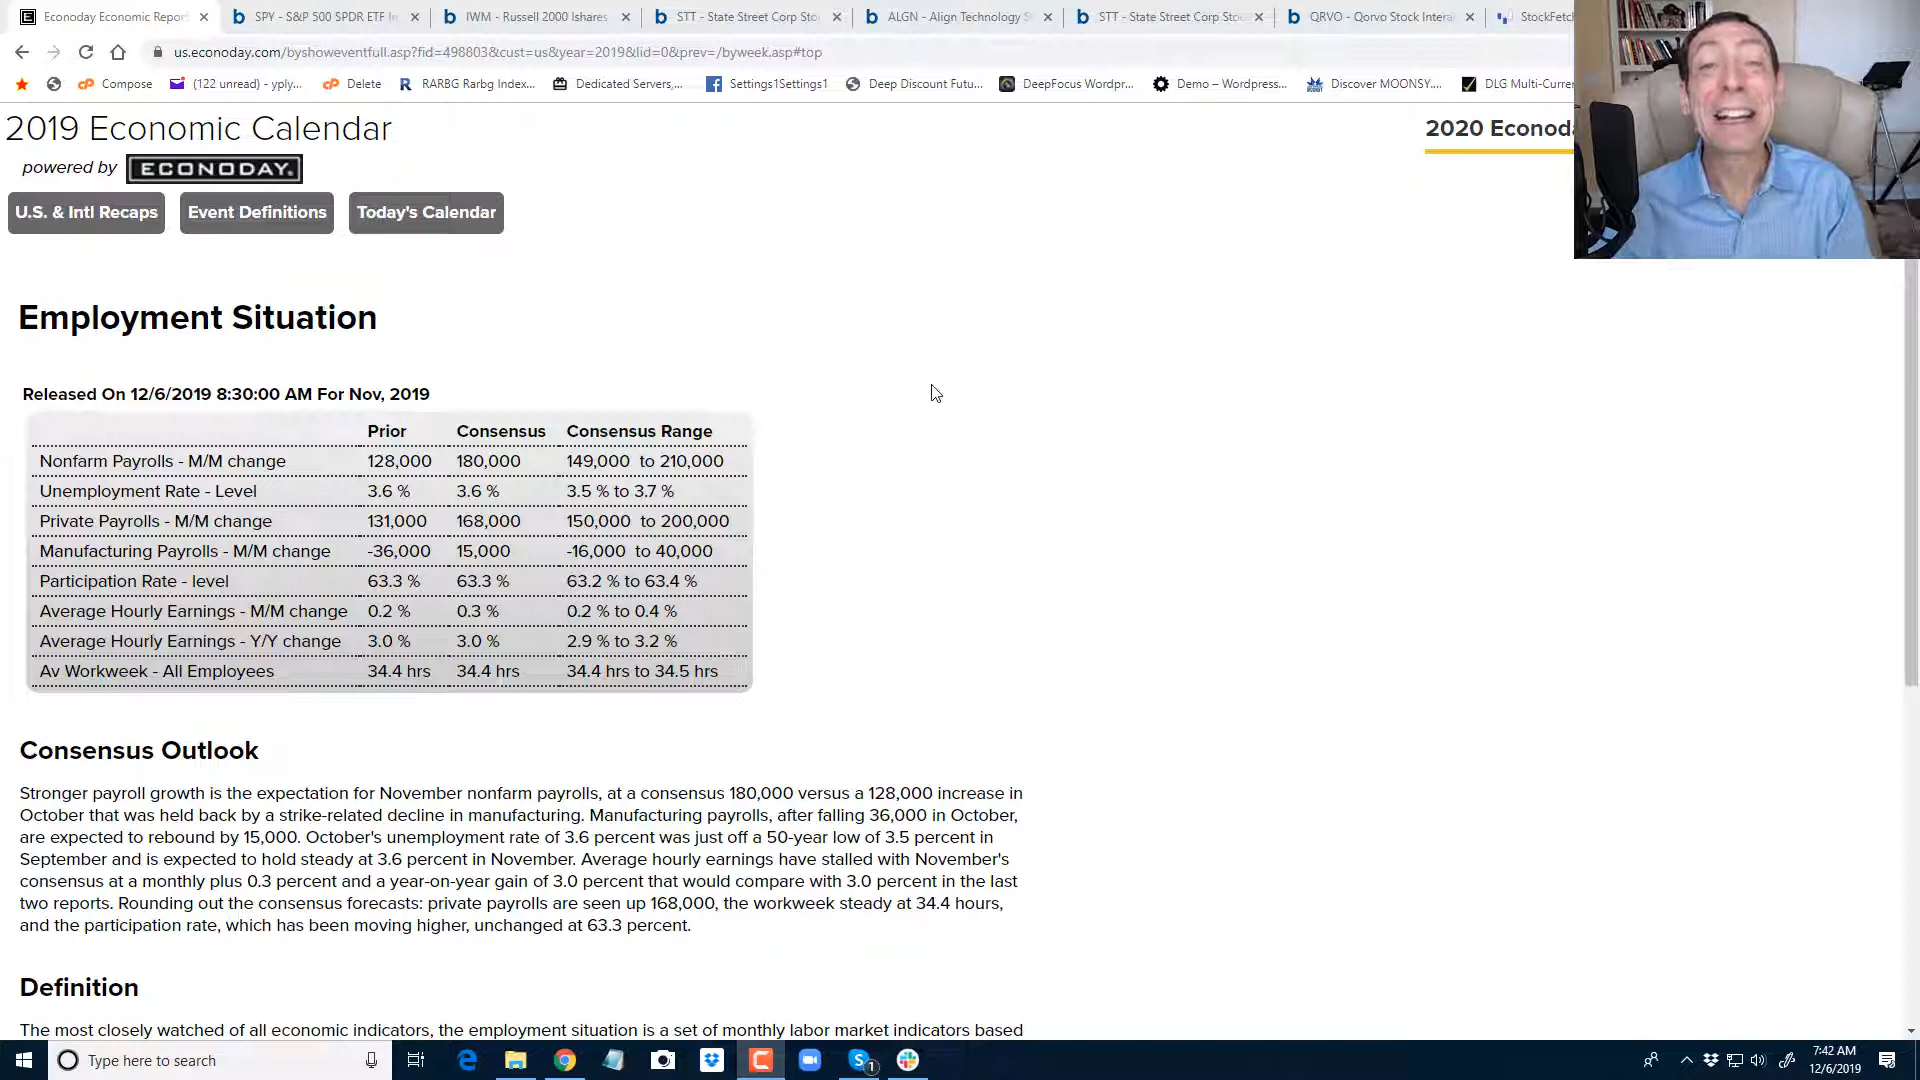 Econoday Economic Report
SPY - S&P 500 SPDR ETF In
IWM - Russell 2000 Ishares
STT - State Street Corp Sto
ALGN - Align Technology S
STT - State Street Corp Sto
QRVO - Qorvo Stock Intera
StockFetch
us.econoday.com/byshoweventfull.asp?fid=498803&cust=us&year=2019&lid=0&prev=/byweek.asp#top
Compose
(122 unread) - yply...
Delete
RARBG Rarbg Index...
Dedicated Servers,...
Settings1Settings1
Deep Discount Futu...
DeepFocus Wordpr...
Demo – Wordpress...
Discover MOONSY....
DLG Multi-Curre
2019 Economic Calendar
2020 Econoda
powered by ECONODAY.
U.S. & Intl Recaps
Event Definitions
Today's Calendar
Employment Situation
Released On 12/6/2019 8:30:00 AM For Nov, 2019
Prior Consensus Consensus Range
Nonfarm Payrolls - M/M change 128,000 180,000 149,000 to 210,000
Unemployment Rate - Level 3.6 % 3.6 % 3.5 % to 3.7 %
Private Payrolls - M/M change 131,000 168,000 150,000 to 200,000
Manufacturing Payrolls - M/M change -36,000 15,000 -16,000 to 40,000
Participation Rate - level 63.3 % 63.3 % 63.2 % to 63.4 %
Average Hourly Earnings - M/M change 0.2 % 0.3 % 0.2 % to 0.4 %
Average Hourly Earnings - Y/Y change 3.0 % 3.0 % 2.9 % to 3.2 %
Av Workweek - All Employees 34.4 hrs 34.4 hrs 34.4 hrs to 34.5 hrs
Consensus Outlook
Stronger payroll growth is the expectation for November nonfarm payrolls, at a consensus 180,000 versus a 128,000 increase in
October that was held back by a strike-related decline in manufacturing. Manufacturing payrolls, after falling 36,000 in October,
are expected to rebound by 15,000. October's unemployment rate of 3.6 percent was just off a 50-year low of 3.5 percent in
September and is expected to hold steady at 3.6 percent in November. Average hourly earnings have stalled with November's
consensus at a monthly plus 0.3 percent and a year-on-year gain of 3.0 percent that would compare with 3.0 percent in the last
two reports. Rounding out the consensus forecasts: private payrolls are seen up 168,000, the workweek steady at 34.4 hours,
and the participation rate, which has been moving higher, unchanged at 63.3 percent.
Definition
The most closely watched of all economic indicators, the employment situation is a set of monthly labor market indicators based
Type here to search
1
7:42 AM
12/6/2019